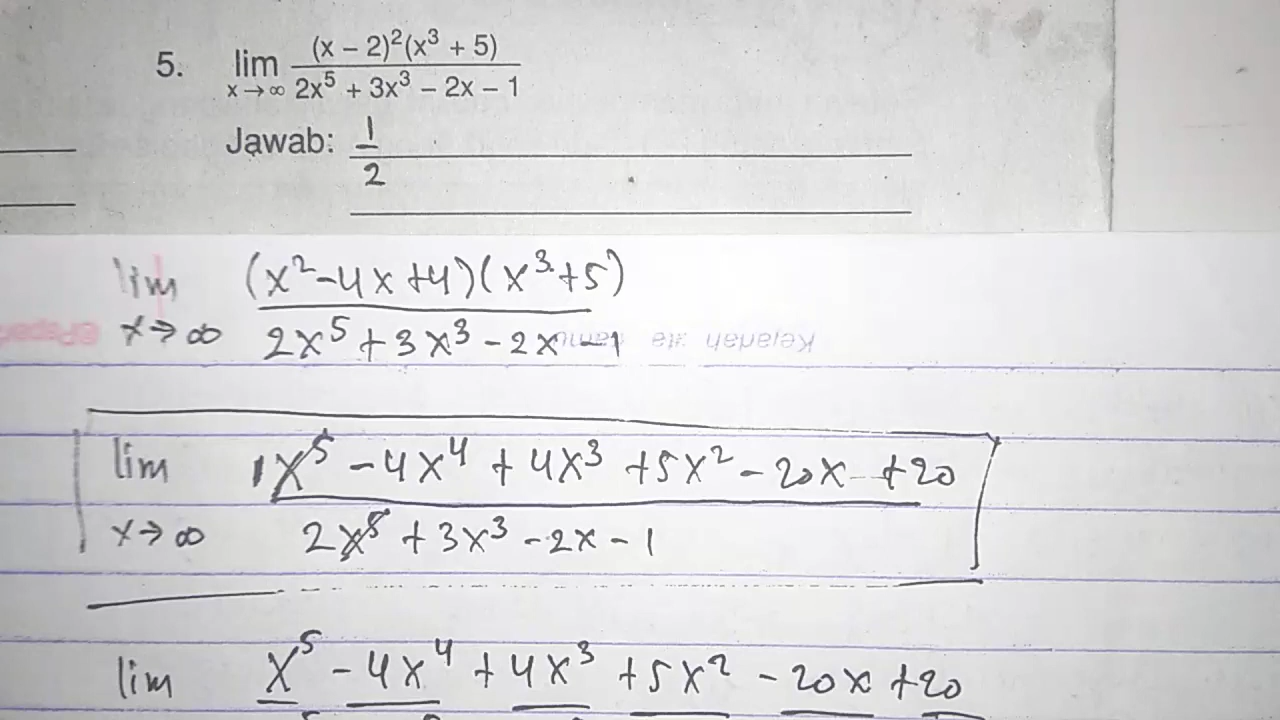 5. lim x→∞ (x – 2)²(x³ + 5) / 2x⁵ + 3x³ – 2x – 1
Jawab: 1/2
lim x→∞ (x² - 4x + 4)(x³ + 5) / 2x⁵ + 3x³ - 2x - 1
lim x→∞ 1x⁵ - 4x⁴ + 4x³ + 5x² - 20x + 20 / 2x⁵ + 3x³ - 2x - 1
lim x⁵ - 4x⁴ + 4x³ + 5x² - 20x + 20